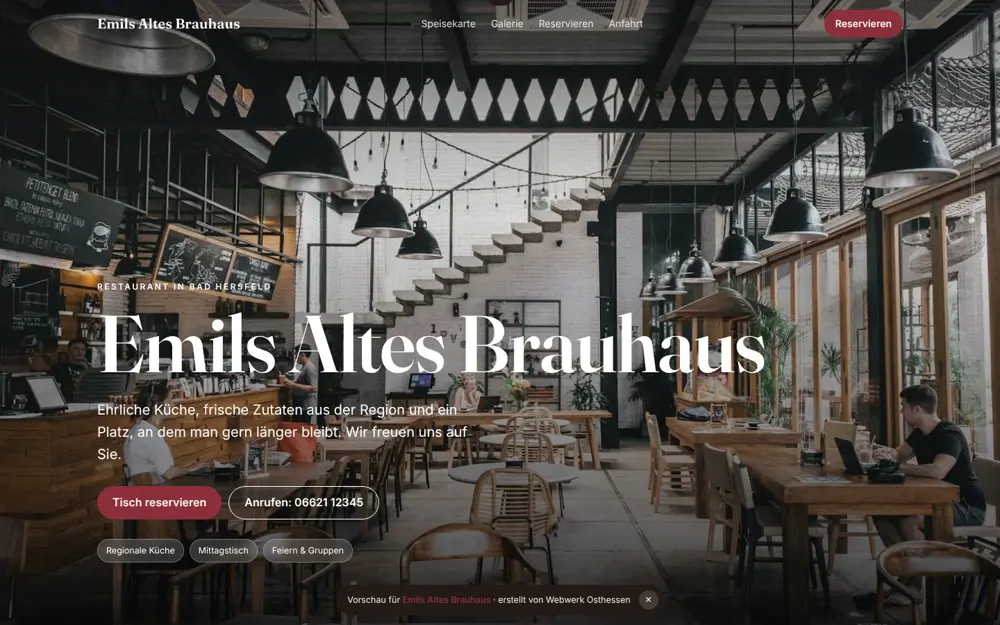 Emils Altes Brauhaus
Speisekarte Galerie Reservieren Anfahrt
Reservieren
PETITENGET BLEND
RESTAURANT IN BAD HERSFELD
Emils Altes Brauhaus
Ehrliche Küche, frische Zutaten aus der Region und ein
Platz, an dem man gern länger bleibt. Wir freuen uns auf
Sie.
Tisch reservieren
Anrufen: 06621 12345
Regionale Küche
Mittagstisch
Feiern & Gruppen
Vorschau für Emils Altes Brauhaus · erstellt von Webwerk Osthessen ✕